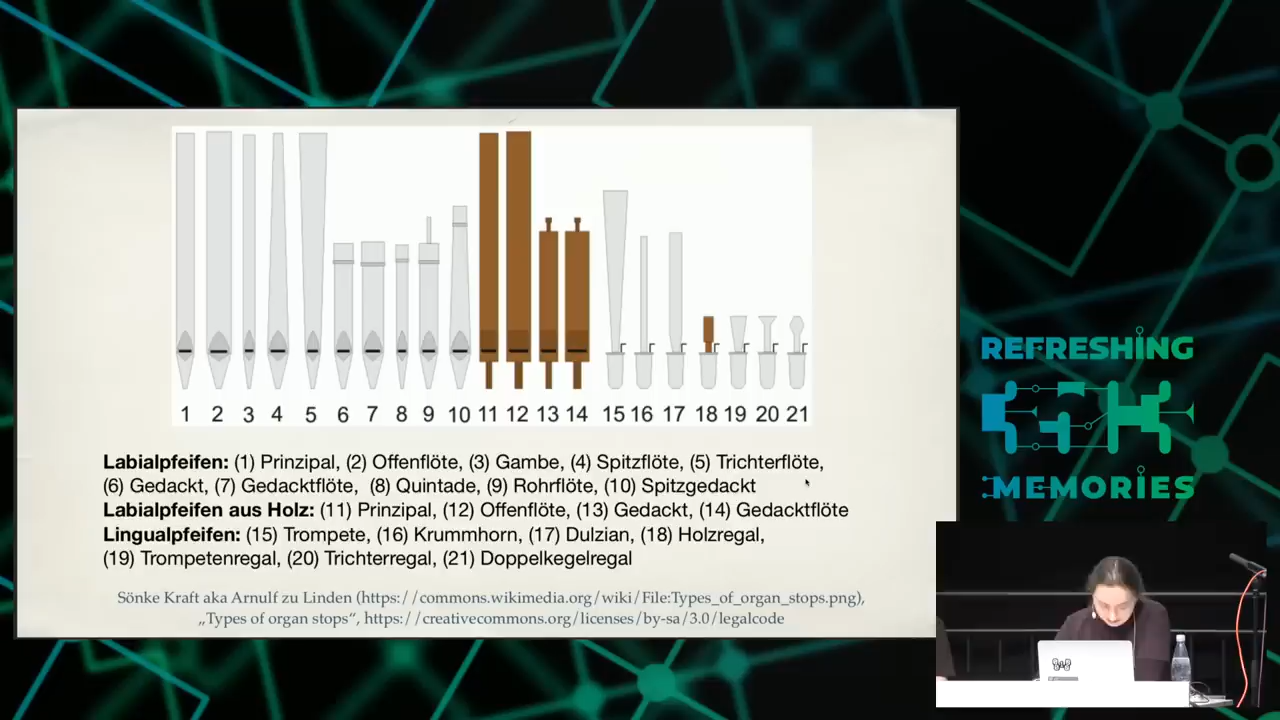 1 2 3 4 5 6 7 8 9 10 11 12 13 14 15 16 17 18 19 20 21
Labialpfeifen: (1) Prinzipal, (2) Offenflöte, (3) Gambe, (4) Spitzflöte, (5) Trichterflöte,
(6) Gedackt, (7) Gedacktflöte, (8) Quintade, (9) Rohrflöte, (10) Spitzgedackt
Labialpfeifen aus Holz: (11) Prinzipal, (12) Offenflöte, (13) Gedackt, (14) Gedacktflöte
Lingualpfeifen: (15) Trompete, (16) Krummhorn, (17) Dulzian, (18) Holzregal,
(19) Trompetenregal, (20) Trichterregal, (21) Doppelkegelregal
Sönke Kraft aka Arnulf zu Linden (https://commons.wikimedia.org/wiki/File:Types_of_organ_stops.png),
„Types of organ stops“, https://creativecommons.org/licenses/by-sa/3.0/legalcode
REFRESHING
MEMORIES